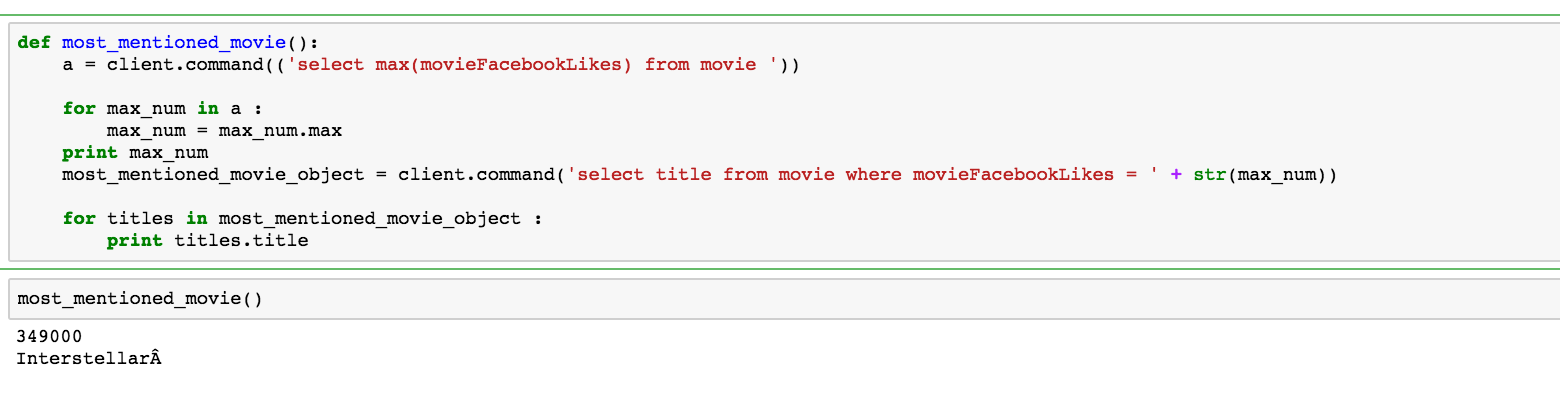 def most_mentioned_movie():
    a = client.command(('select max(movieFacebookLikes) from movie '))
    for max_num in a :
        max_num = max_num.max
    print max_num
    most_mentioned_movie_object = client.command('select title from movie where movieFacebookLikes = ' + str(max_num))
    for titles in most_mentioned_movie_object :
        print titles.title
most_mentioned_movie()
349000
InterstellarÂ